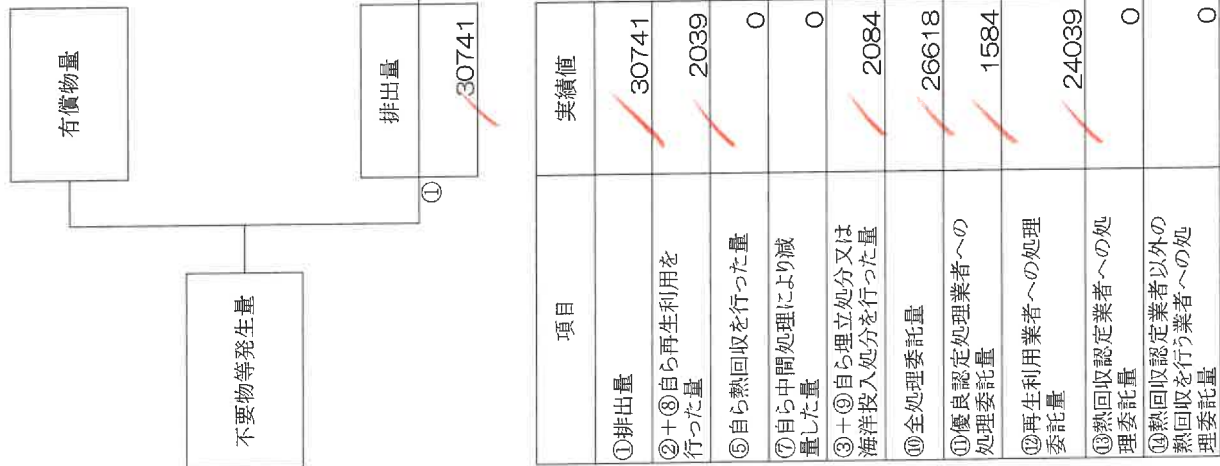 有償物量
不要物等発生量
排出量
①
30741
項目
実績値
①排出量
30741
②+⑧自ら再生利用を
行った量
2039
⑤自ら熱回収を行った量
0
⑦自ら中間処理により減
量した量
0
③+⑨自ら埋立処分又は
海洋投入処分を行った量
2084
⑩全処理委託量
26618
⑪優良認定処理業者への
処理委託量
1584
⑫再生利用業者への処理
委託量
24039
⑬熱回収認定業者への処
理委託量
0
⑭熱回収認定業者以外の
熱回収を行う業者への処
理委託量
0